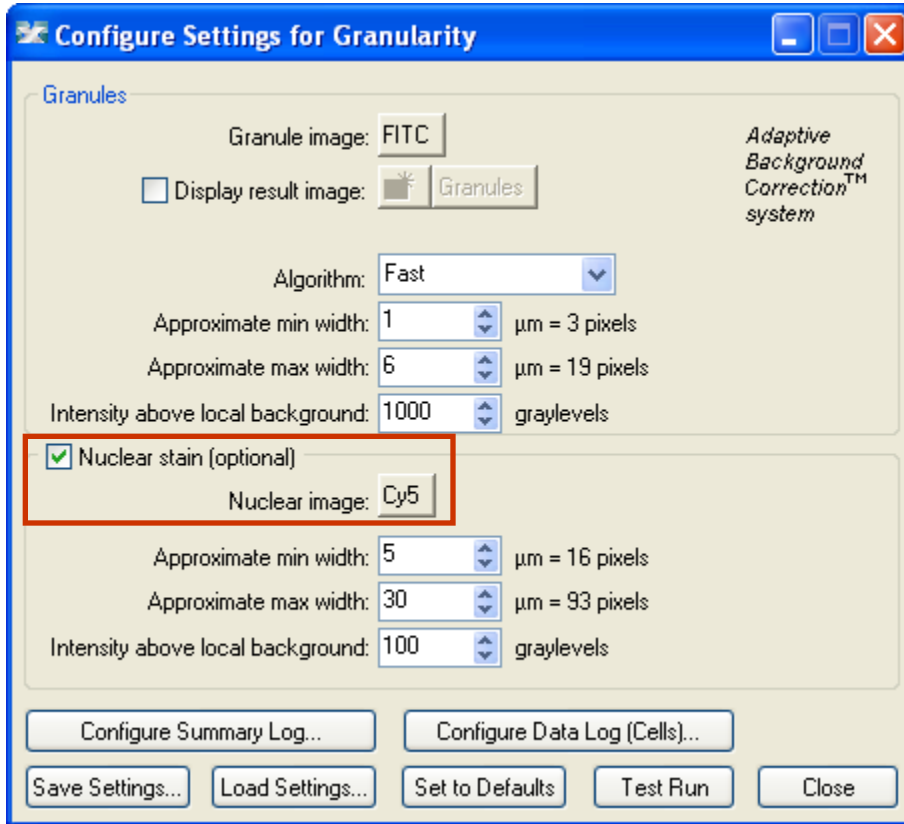 Configure Settings for Granularity
Granules
Granule image: FITC
Adaptive
Background
Correction™
system
Display result image: Granules
Algorithm: Fast
Approximate min width: 1 µm = 3 pixels
Approximate max width: 6 µm = 19 pixels
Intensity above local background: 1000 graylevels
Nuclear stain (optional)
Nuclear image: Cy5
Approximate min width: 5 µm = 16 pixels
Approximate max width: 30 µm = 93 pixels
Intensity above local background: 100 graylevels
Configure Summary Log... Configure Data Log (Cells)...
Save Settings... Load Settings... Set to Defaults Test Run Close